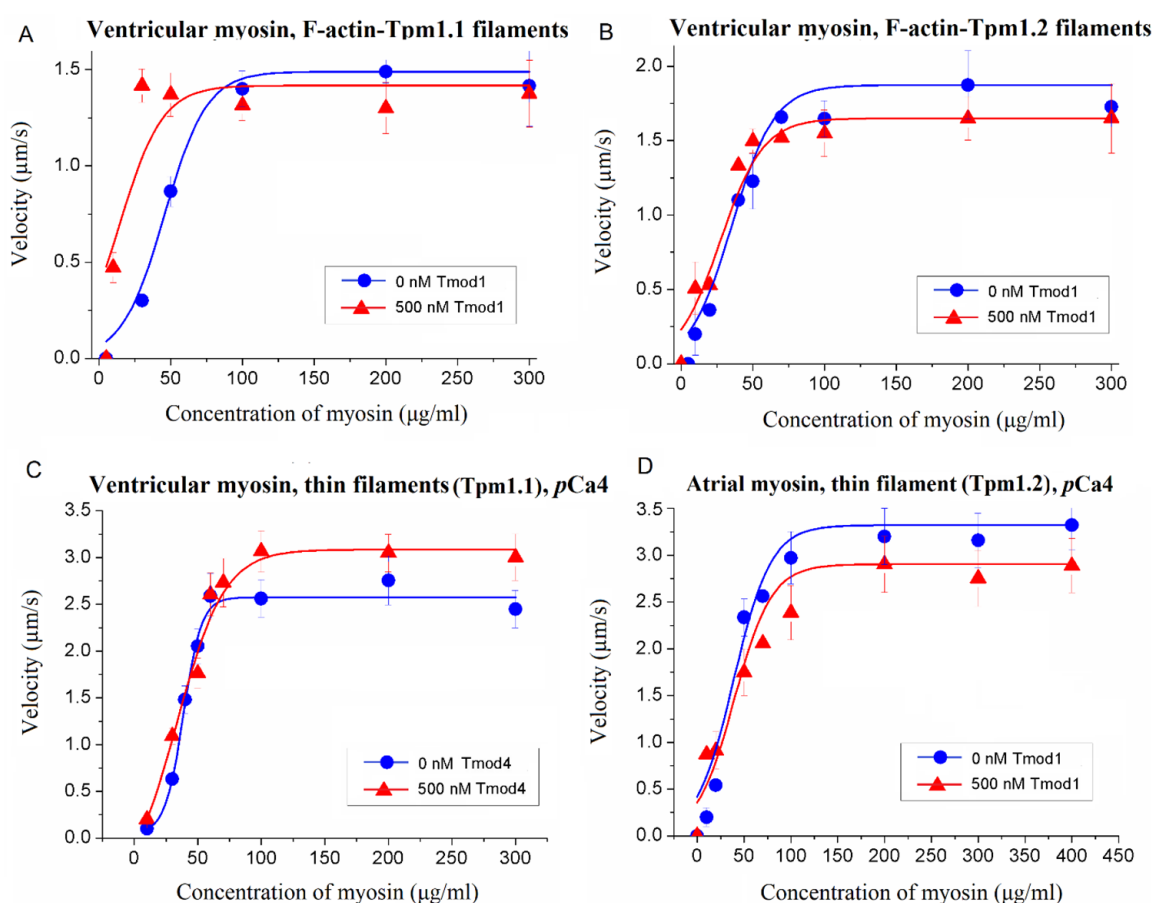 A
Ventricular myosin, F-actin-Tpm1.1 filaments
Velocity (μm/s)
1.5
1.0
0.5
0.0
0 nM Tmod1
500 nM Tmod1
0 50 100 150 200 250 300
Concentration of myosin (μg/ml)
B
Ventricular myosin, F-actin-Tpm1.2 filaments
Velocity (μm/s)
2.0
1.5
1.0
0.5
0.0
0 nM Tmod1
500 nM Tmod1
0 50 100 150 200 250 300
Concentration of myosin (μg/ml)
C
Ventricular myosin, thin filaments (Tpm1.1), pCa4
Velocity (μm/s)
3.5
3.0
2.5
2.0
1.5
1.0
0.5
0.0
0 nM Tmod4
500 nM Tmod4
0 50 100 150 200 250 300
Concentration of myosin (μg/ml)
D
Atrial myosin, thin filament (Tpm1.2), pCa4
Velocity (μm/s)
3.5
3.0
2.5
2.0
1.5
1.0
0.5
0.0
0 nM Tmod1
500 nM Tmod1
0 50 100 150 200 250 300 350 400 450
Concentration of myosin (μg/ml)